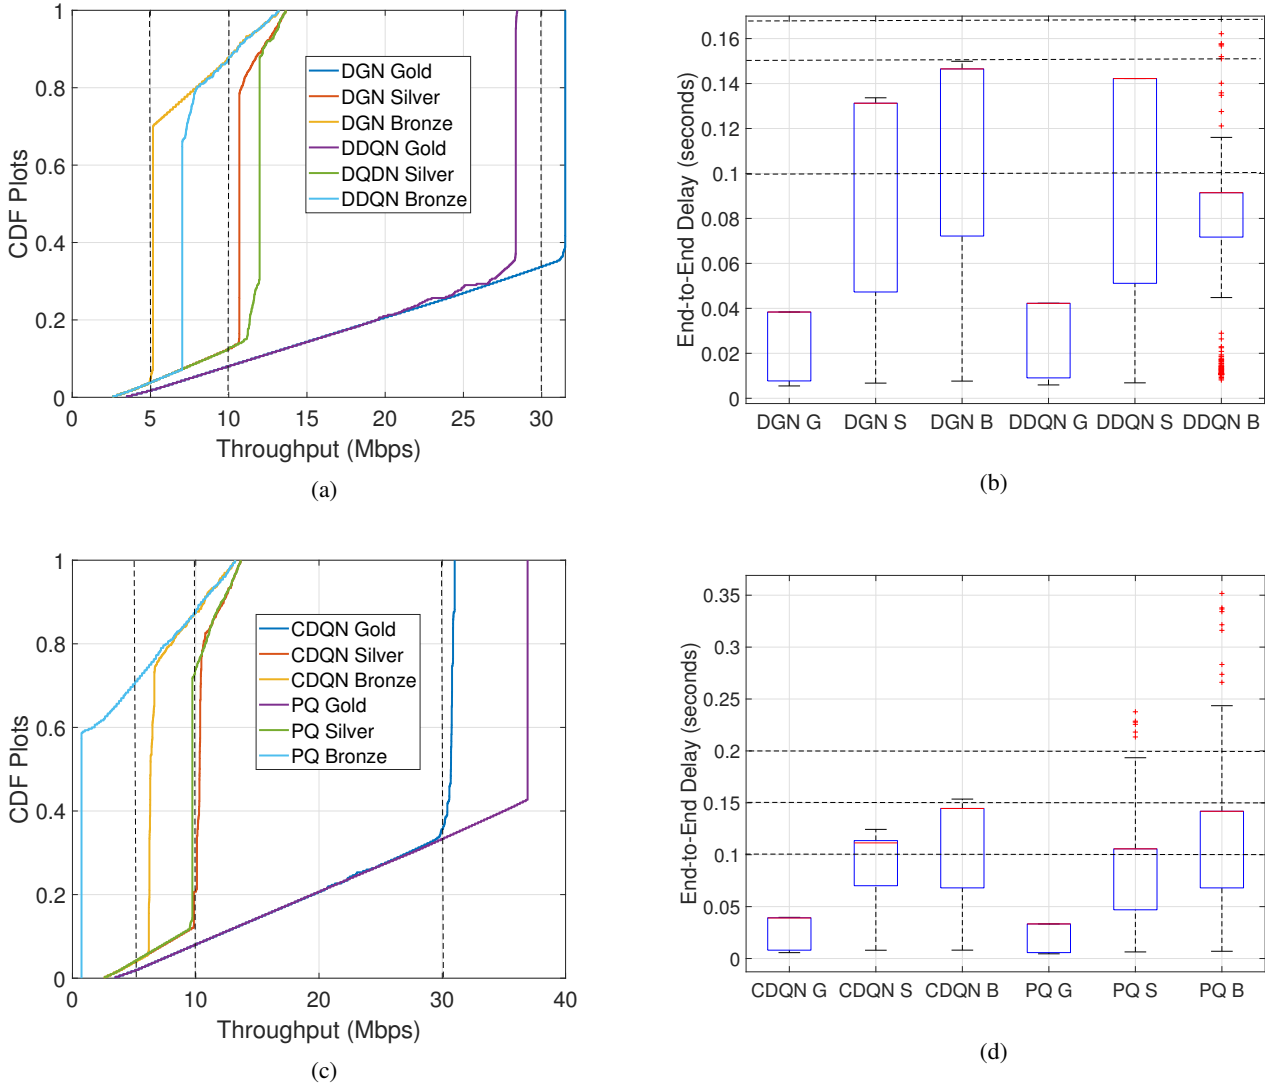 1
0.8
0.6
0.4
0.2
0
CDF Plots
0 5 10 15 20 25 30
Throughput (Mbps)
DGN Gold
DGN Silver
DGN Bronze
DDQN Gold
DQDN Silver
DDQN Bronze
(a)
0.16
0.14
0.12
0.1
0.08
0.06
0.04
0.02
0
End-to-End Delay (seconds)
DGN G DGN S DGN B DDQN G DDQN S DDQN B
(b)
1
0.8
0.6
0.4
0.2
0
CDF Plots
0 10 20 30 40
Throughput (Mbps)
CDQN Gold
CDQN Silver
CDQN Bronze
PQ Gold
PQ Silver
PQ Bronze
(c)
0.35
0.3
0.25
0.2
0.15
0.1
0.05
0
End-to-End Delay (seconds)
CDQN G CDQN S CDQN B PQ G PQ S PQ B
(d)